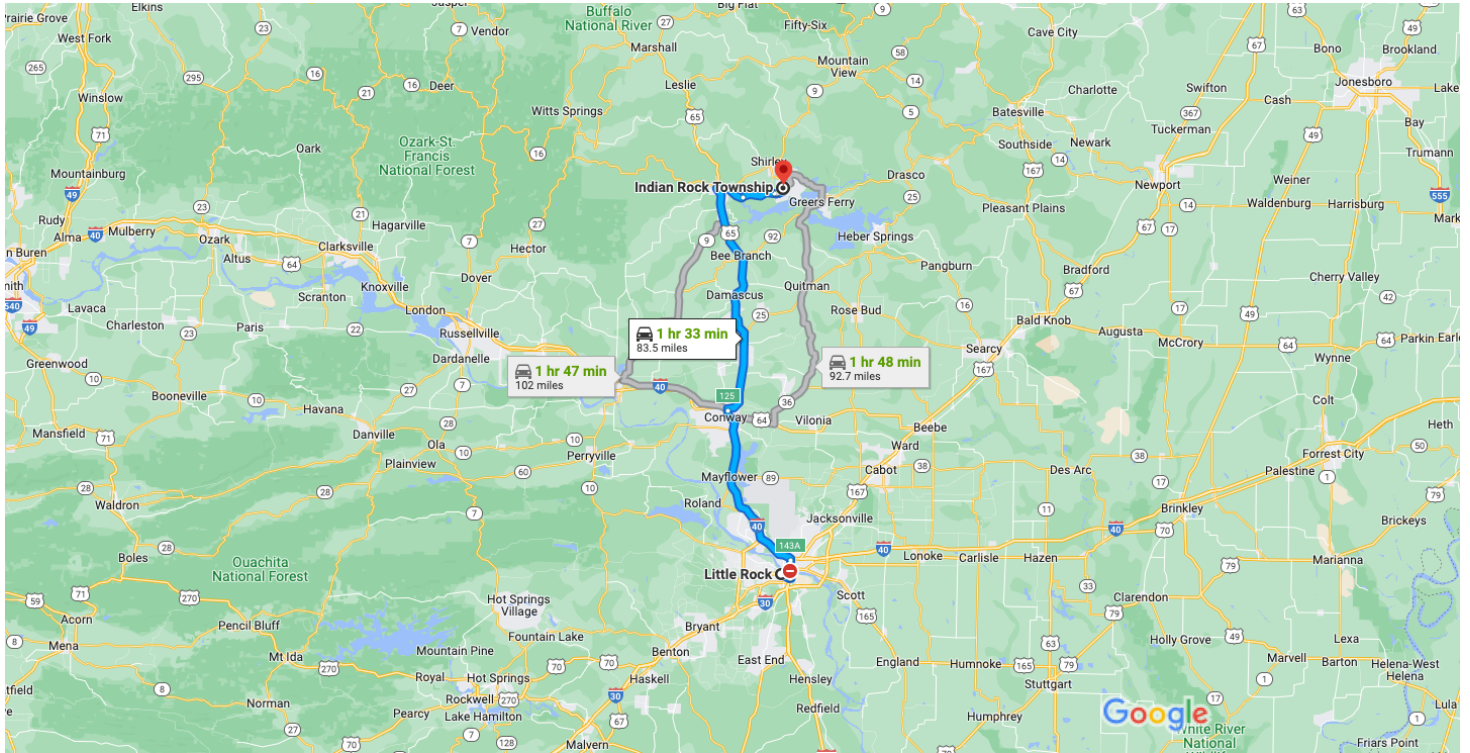 Elkins
Jasper
Big Flat
Prairie Grove
Buffalo
National River
Fifty-Six
Cave City
West Fork
Vendor
Marshall
Bono
Brookland
Mountain
View
Jonesboro
Winslow
Deer
Leslie
Charlotte
Swifton
Cash
Lake
Witts Springs
Batesville
Tuckerman
Bay
Ozark-St.
Francis
National Forest
Oark
Southside
Newark
Trumann
Mountainburg
Shirley
Drasco
Newport
Weiner
Indian Rock Township
Greers Ferry
Pleasant Plains
Waldenburg
Harrisburg
Rudy
Alma
Mulberry
Ozark
Hagarville
Mark
Van Buren
Altus
Clarksville
Hector
Heber Springs
Bee Branch
Pangburn
Bradford
Cherry Valley
Smith
Knoxville
Dover
Scranton
Damascus
Quitman
Lavaca
London
Rose Bud
Bald Knob
Charleston
Paris
Russellville
Augusta
McCrory
Parkin
Earle
1 hr 33 min
83.5 miles
Greenwood
Dardanelle
Searcy
Wynne
1 hr 47 min
102 miles
1 hr 48 min
92.7 miles
Booneville
Havana
125
Colt
Conway
Vilonia
Beebe
Heth
Mansfield
Danville
Ola
Ward
Forrest City
Perryville
Plainview
Cabot
Des Arc
Palestine
Mayflower
Waldron
Roland
Jacksonville
Brinkley
Brickeys
143A
Boles
Ouachita
National Forest
Lonoke
Carlisle
Hazen
Marianna
Little Rock
Scott
Clarendon
Hot Springs
Village
Acorn
Pencil Bluff
Fountain Lake
Bryant
Holly Grove
Lexa
Mena
Mt Ida
Mountain Pine
Benton
East End
England
Humnoke
Marvell
Barton
Helena-West
Helena
Royal
Hot Springs
Haskell
Hensley
Stuttgart
Norman
Rockwell
Redfield
Lula
Pearcy
Lake Hamilton
Humphrey
Google
White River
National
Wildlife
Malvern
Friars Point